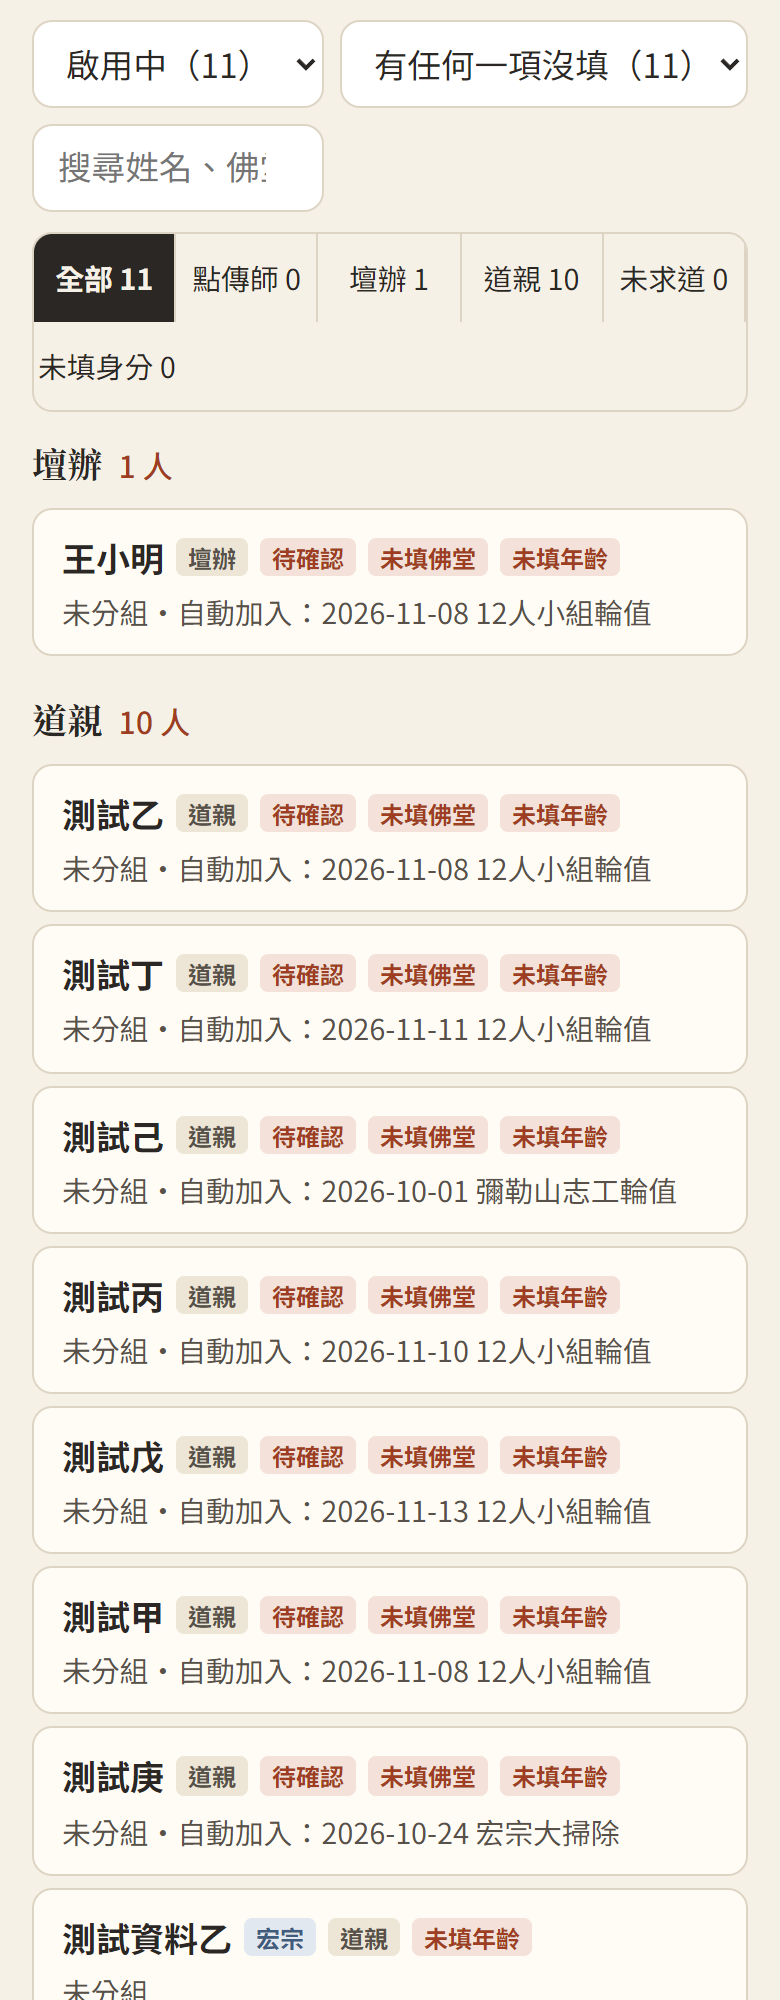 啟用中（11）
有任何一項沒填（11）
搜尋姓名、佛
全部 11
點傳師 0
壇辦 1
道親 10
未求道 0
未填身分 0
壇辦 1 人
王小明 壇辦 待確認 未填佛堂 未填年齡
未分組・自動加入：2026-11-08 12人小組輪值
道親 10 人
測試乙 道親 待確認 未填佛堂 未填年齡
未分組・自動加入：2026-11-08 12人小組輪值
測試丁 道親 待確認 未填佛堂 未填年齡
未分組・自動加入：2026-11-11 12人小組輪值
測試己 道親 待確認 未填佛堂 未填年齡
未分組・自動加入：2026-10-01 彌勒山志工輪值
測試丙 道親 待確認 未填佛堂 未填年齡
未分組・自動加入：2026-11-10 12人小組輪值
測試戊 道親 待確認 未填佛堂 未填年齡
未分組・自動加入：2026-11-13 12人小組輪值
測試甲 道親 待確認 未填佛堂 未填年齡
未分組・自動加入：2026-11-08 12人小組輪值
測試庚 道親 待確認 未填佛堂 未填年齡
未分組・自動加入：2026-10-24 宏宗大掃除
測試資料乙 宏宗 道親 未填年齡
未分組